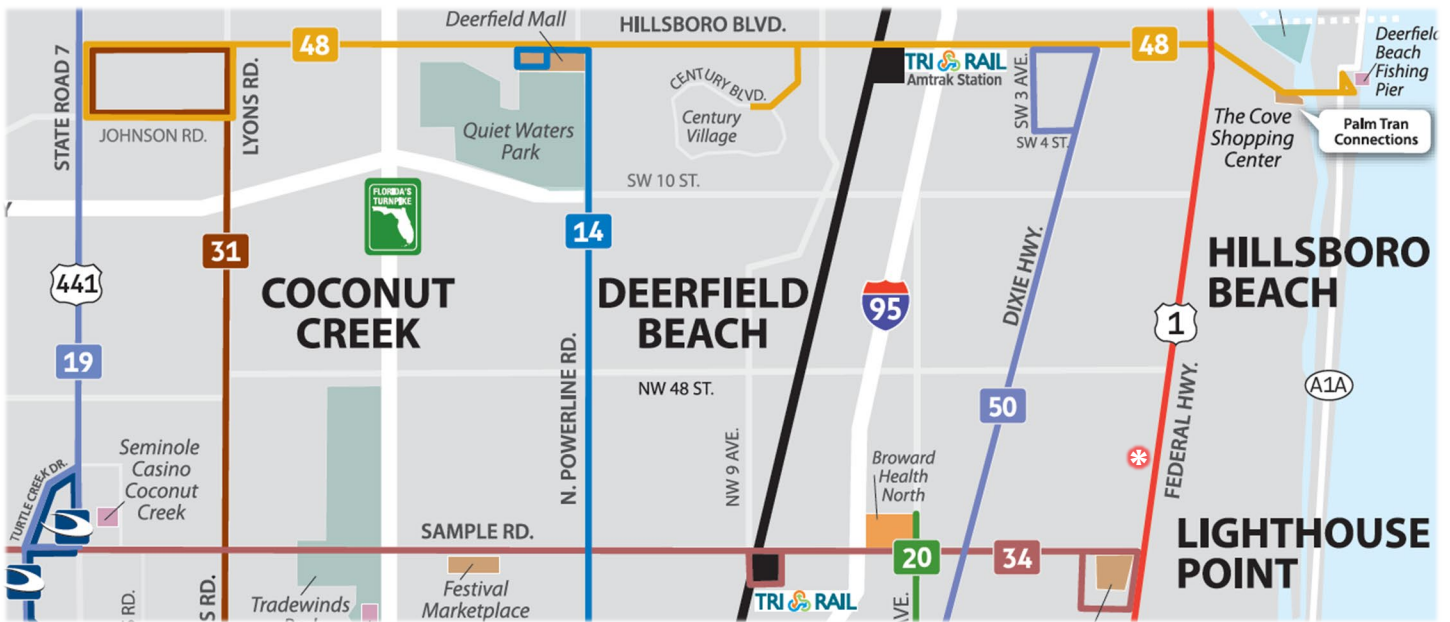 Deerfield Mall
HILLSBORO BLVD.
48
48
STATE ROAD 7
LYONS RD.
JOHNSON RD.
TRI RAIL
Amtrak Station
SW 3 AVE.
Deerfield
Beach
Fishing
Pier
CENTURY BLVD.
Century
Village
Quiet Waters
Park
The Cove
Shopping
Center
Palm Tran
Connections
SW 4 ST.
SW 10 ST.
FLORIDA'S
TURNPIKE
31
14
441
COCONUT
CREEK
DEERFIELD
BEACH
95
DIXIE HWY.
1
HILLSBORO
BEACH
19
N. POWERLINE RD.
NW 48 ST.
50
FEDERAL HWY.
A1A
Seminole
Casino
Coconut
Creek
TURTLE CREEK DR.
NW 9 AVE.
Broward
Health
North
*
SAMPLE RD.
20
34
LIGHTHOUSE
POINT
Festival
Marketplace
Tradewinds
TRI RAIL
RD.
S RD.
AVE.